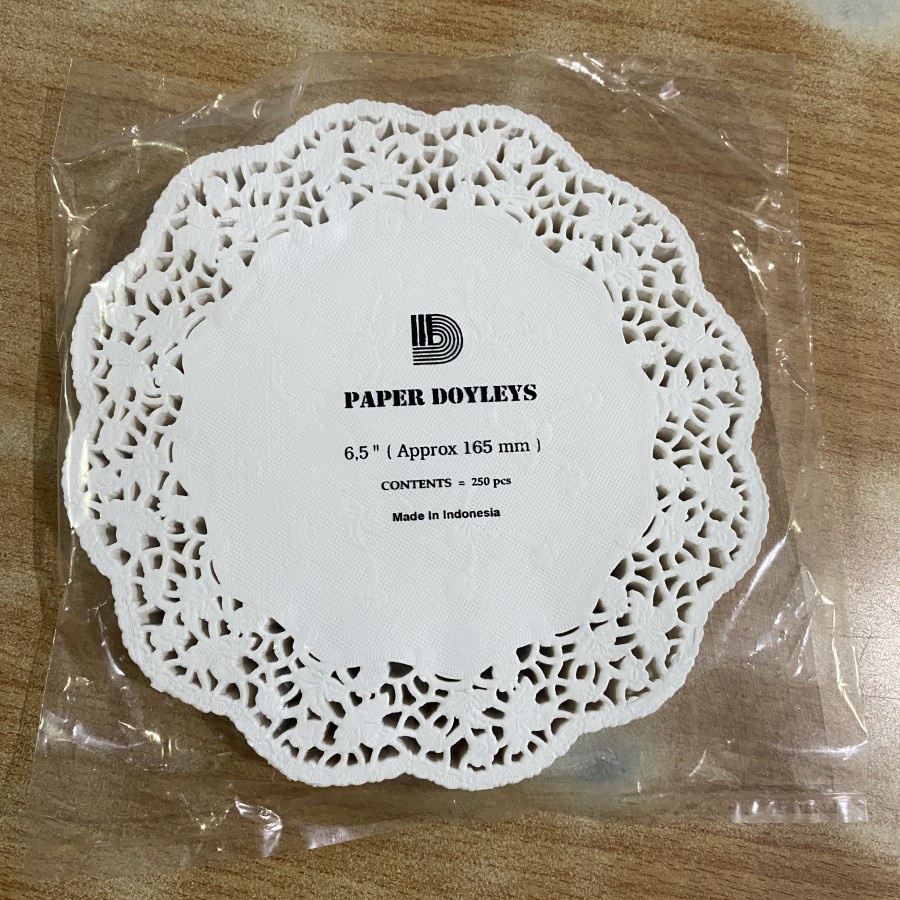 PAPER DOYLEYS
6,5 " ( Approx 165 mm )
CONTENTS = 250 pcs
Made In Indonesia